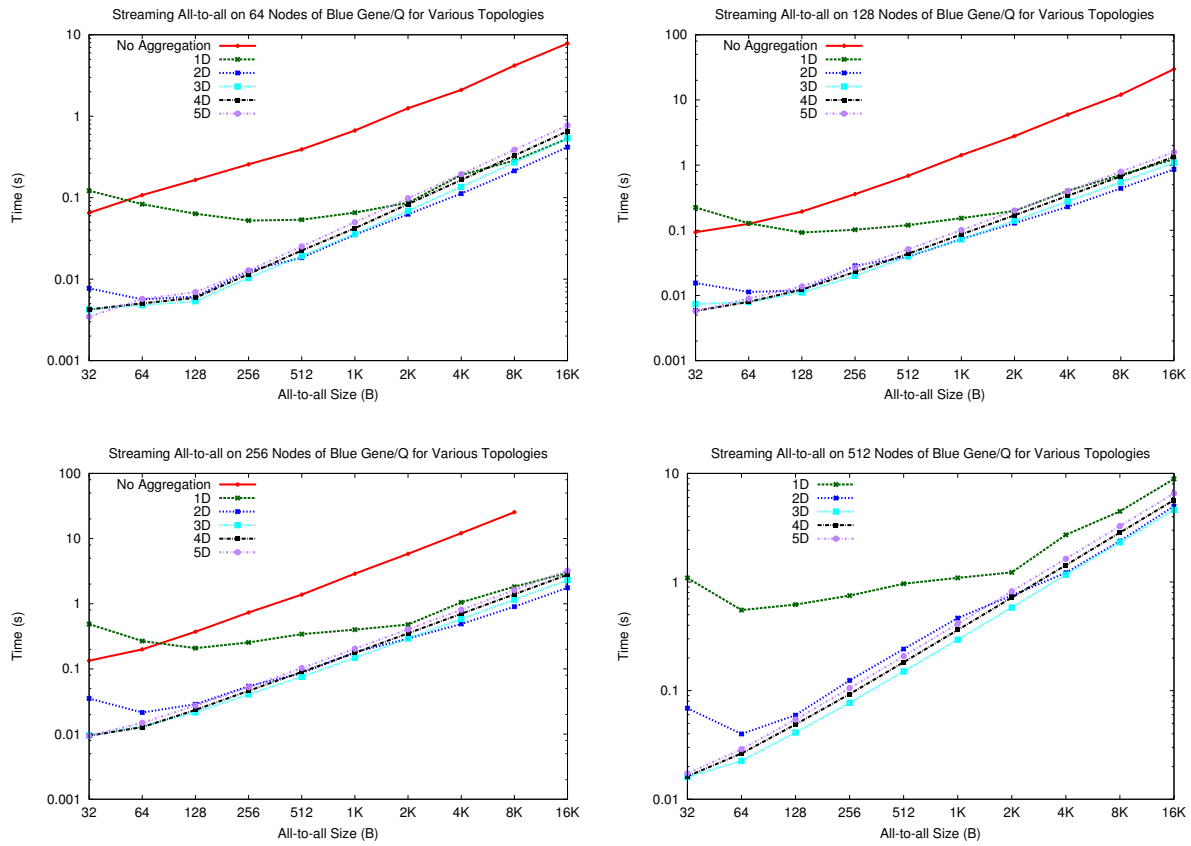 Streaming All-to-all on 64 Nodes of Blue Gene/Q for Various Topologies
10
1
0.1
0.01
0.001
Time (s)
No Aggregation
1D
2D
3D
4D
5D
32 64 128 256 512 1K 2K 4K 8K 16K
All-to-all Size (B)
Streaming All-to-all on 128 Nodes of Blue Gene/Q for Various Topologies
100
10
1
0.1
0.01
0.001
Time (s)
No Aggregation
1D
2D
3D
4D
5D
32 64 128 256 512 1K 2K 4K 8K 16K
All-to-all Size (B)
Streaming All-to-all on 256 Nodes of Blue Gene/Q for Various Topologies
100
10
1
0.1
0.01
0.001
Time (s)
No Aggregation
1D
2D
3D
4D
5D
32 64 128 256 512 1K 2K 4K 8K 16K
All-to-all Size (B)
Streaming All-to-all on 512 Nodes of Blue Gene/Q for Various Topologies
10
1
0.1
0.01
Time (s)
1D
2D
3D
4D
5D
32 64 128 256 512 1K 2K 4K 8K 16K
All-to-all Size (B)